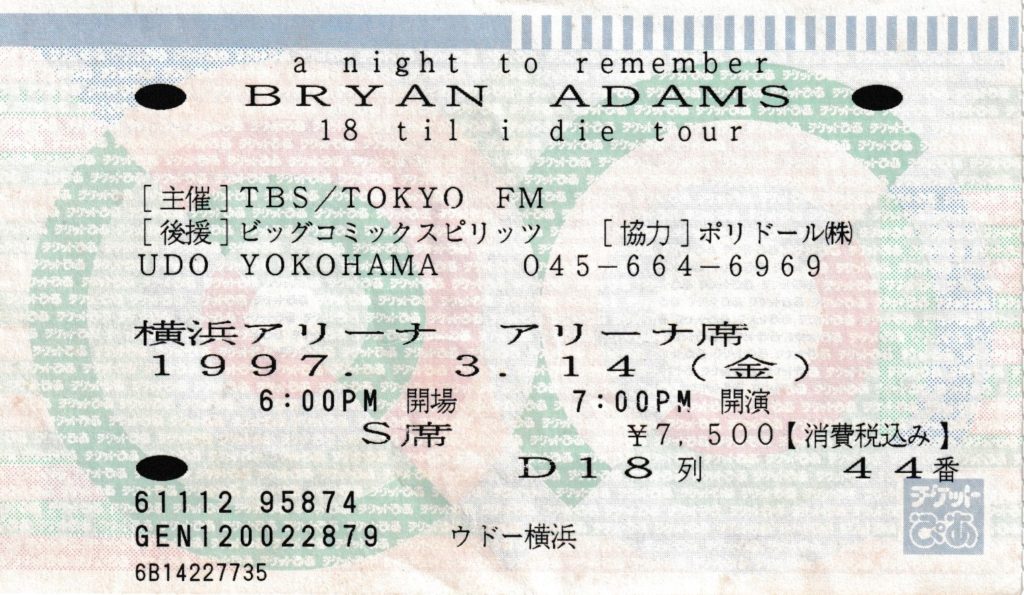 a night to remember
BRYAN ADAMS
18 til i die tour
[主催]TBS/TOKYO FM
[後援]ビッグコミックスピリッツ [協力]ポリドール㈱
UDO YOKOHAMA 045-664-6969
横浜アリーナ アリーナ席
1997. 3. 14 (金)
6:00PM 開場 7:00PM 開演
S席 ¥7,500【消費税込み】
D18列 44番
61112 95874
GEN120022879 ウドー横浜
6B14227735
チケット
ぴあ